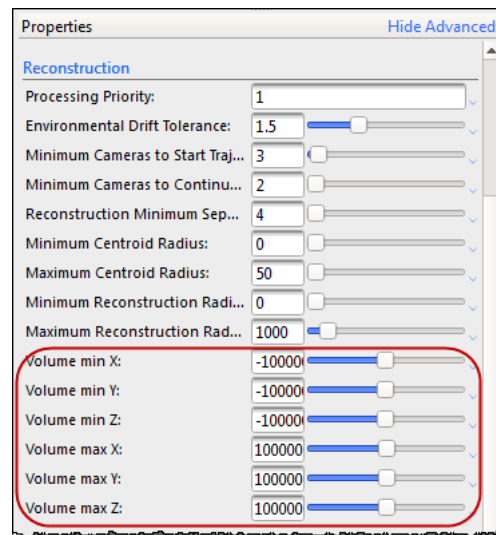 Properties Hide Advanced
Reconstruction
Processing Priority: 1
Environmental Drift Tolerance: 1.5
Minimum Cameras to Start Traj... 3
Minimum Cameras to Continu... 2
Reconstruction Minimum Sep... 4
Minimum Centroid Radius: 0
Maximum Centroid Radius: 50
Minimum Reconstruction Radi... 0
Maximum Reconstruction Rad... 1000
Volume min X: -10000
Volume min Y: -10000
Volume min Z: -10000
Volume max X: 100000
Volume max Y: 100000
Volume max Z: 100000